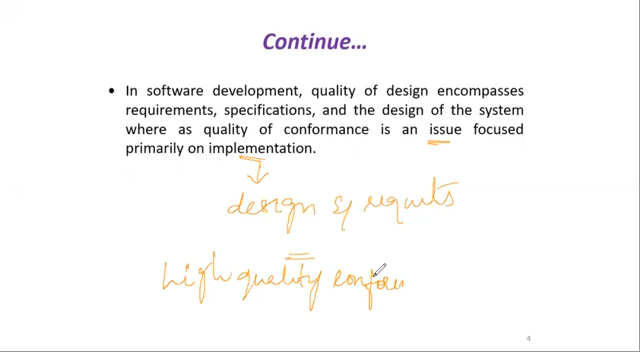 Continue…
• In software development, quality of design encompasses
requirements, specifications, and the design of the system
where as quality of conformance is an issue focused
primarily on implementation.
design &
high quality confor
4